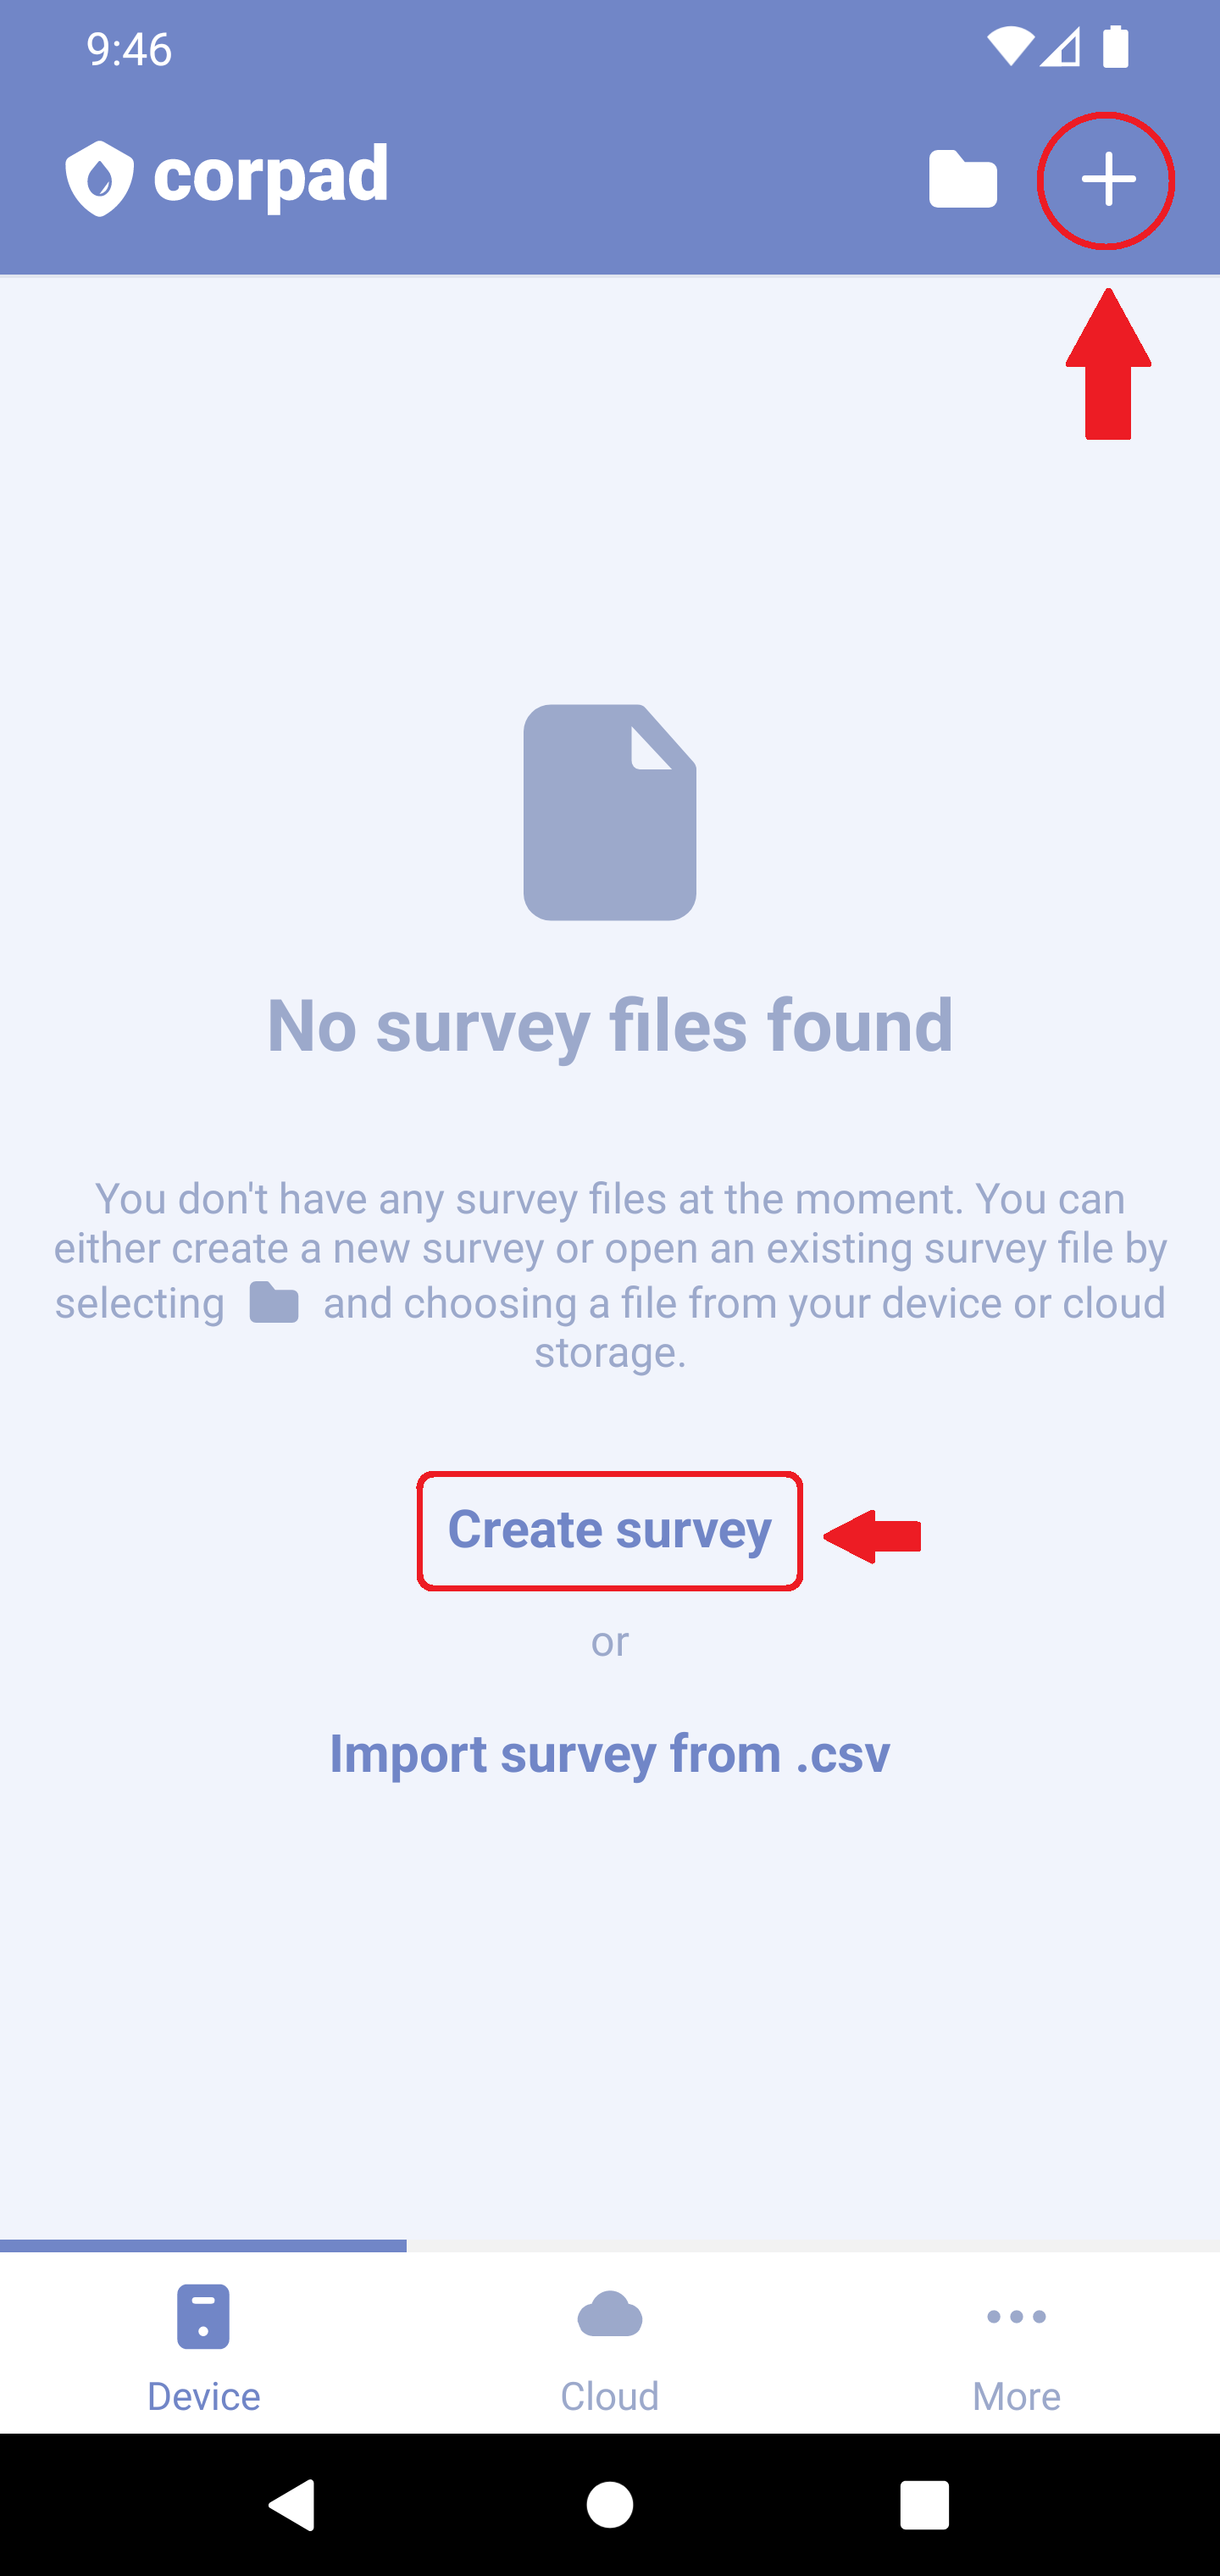 9:46
corpad
No survey files found
You don't have any survey files at the moment. You can
either create a new survey or open an existing survey file by
selecting and choosing a file from your device or cloud
storage.
Create survey
or
Import survey from .csv
Device
Cloud
More